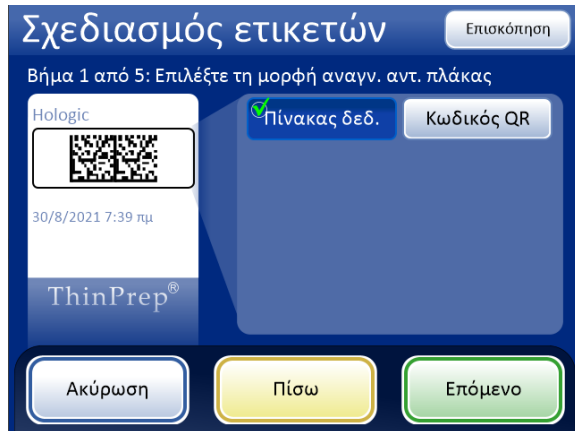 Σχεδιασμός ετικετών
Επισκόπηση
Βήμα 1 από 5: Επιλέξτε τη μορφή αναγν. αντ. πλάκας
Hologic
Πίνακας δεδ.
Κωδικός QR
30/8/2021 7:39 πμ
ThinPrep®
Ακύρωση
Πίσω
Επόμενο